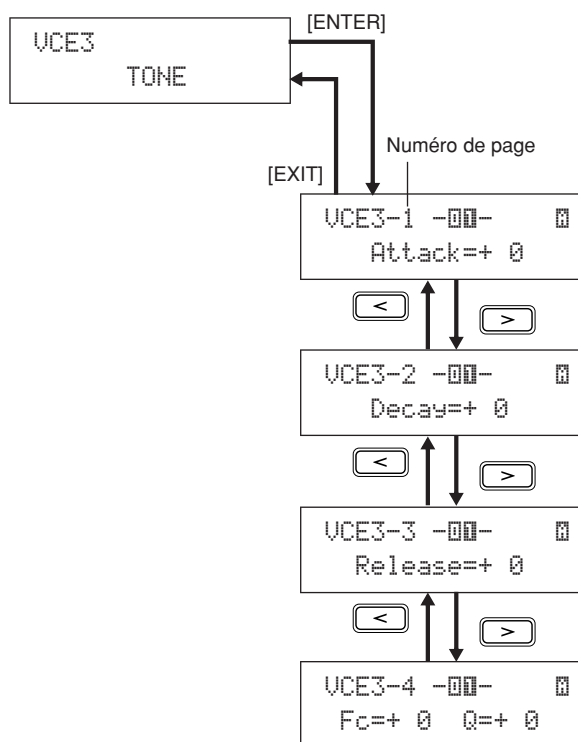 [ENTER]
VCE3
TONE
Numéro de page
[EXIT]
VCE3-1 -01-
Attack=+ 0
< >
VCE3-2 -01-
Decay=+ 0
< >
VCE3-3 -01-
Release=+ 0
< >
VCE3-4 -01-
Fc=+ 0 Q=+ 0